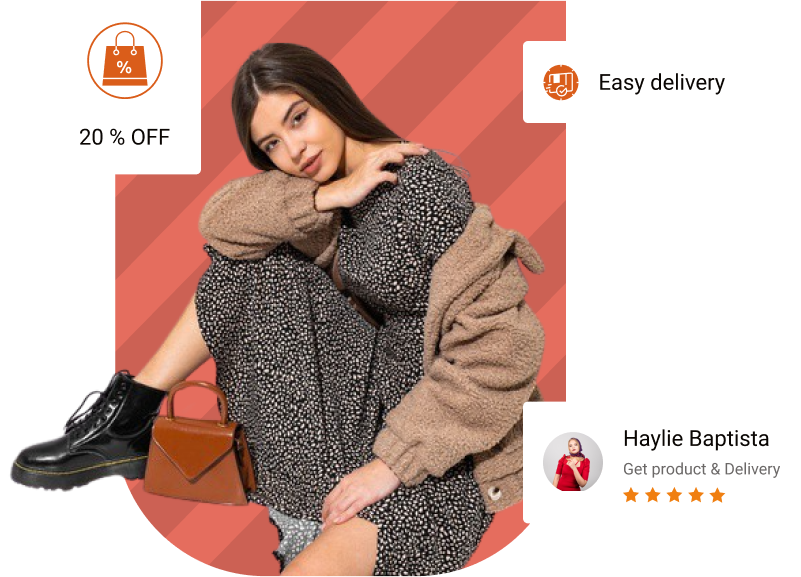 %
20 % OFF
Easy delivery
Haylie Baptista
Get product & Delivery